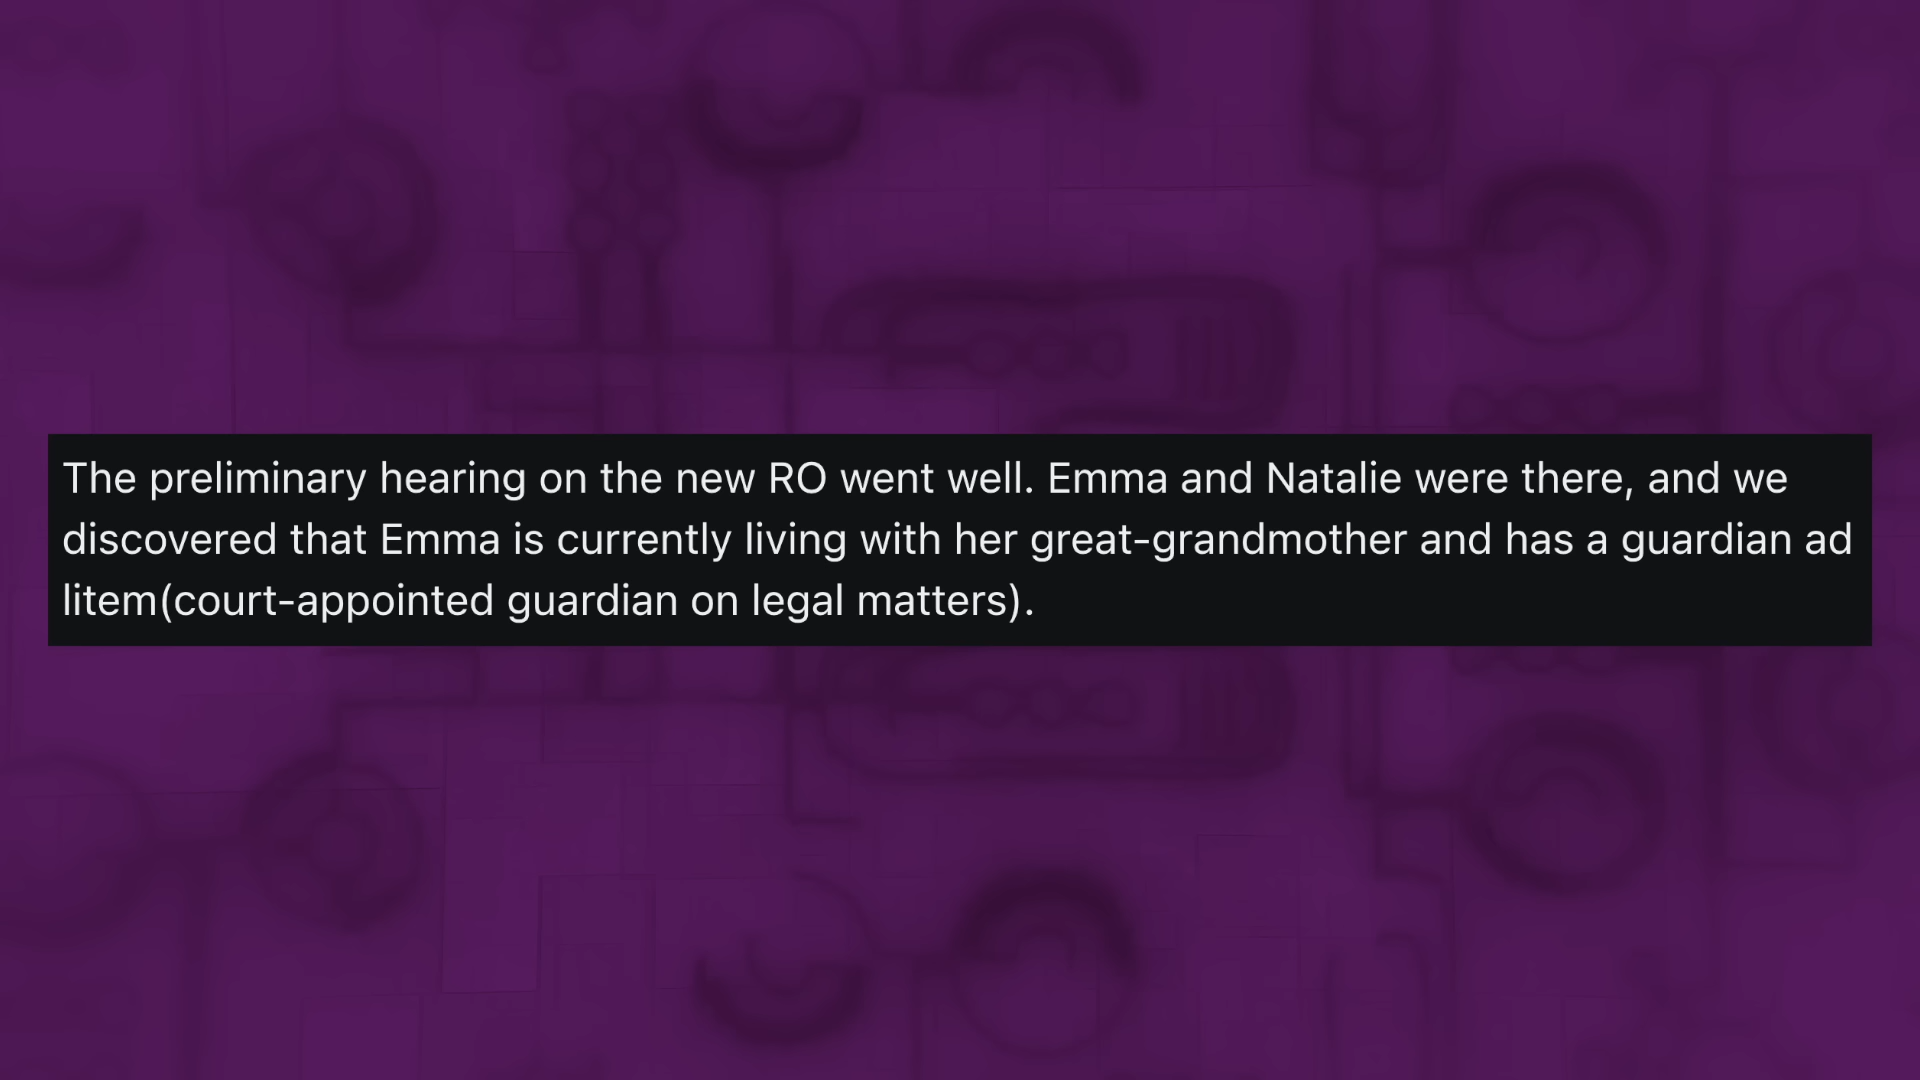 The preliminary hearing on the new RO went well. Emma and Natalie were there, and we
discovered that Emma is currently living with her great-grandmother and has a guardian ad
litem(court-appointed guardian on legal matters).